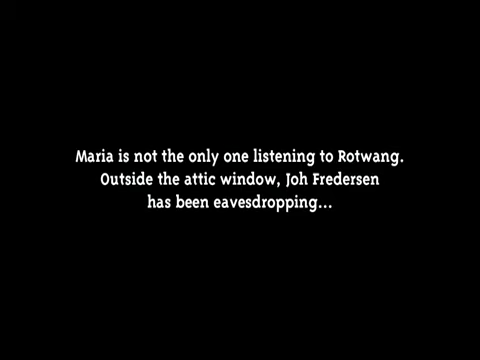 Maria is not the only one listening to Rotwang.
Outside the attic window, Joh Fredersen
has been eavesdropping...